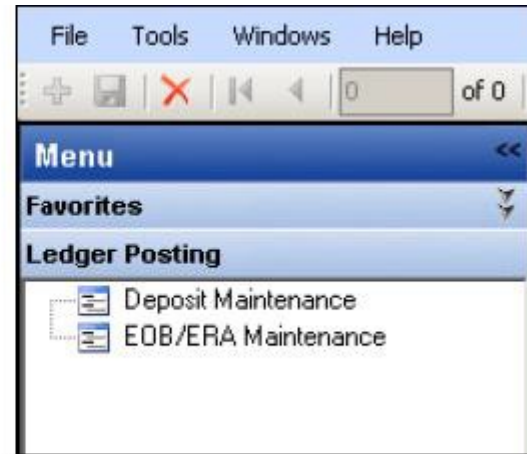 File Tools Windows Help
0 of 0
Menu <<
Favorites
Ledger Posting
Deposit Maintenance
EOB/ERA Maintenance